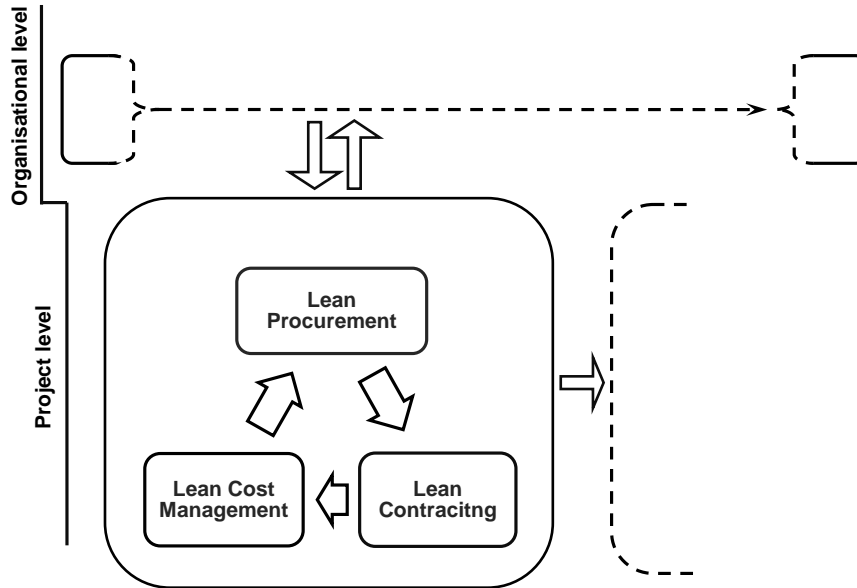 Organisational level
Project level
Lean
Procurement
Lean Cost
Management
Lean
Contracitng